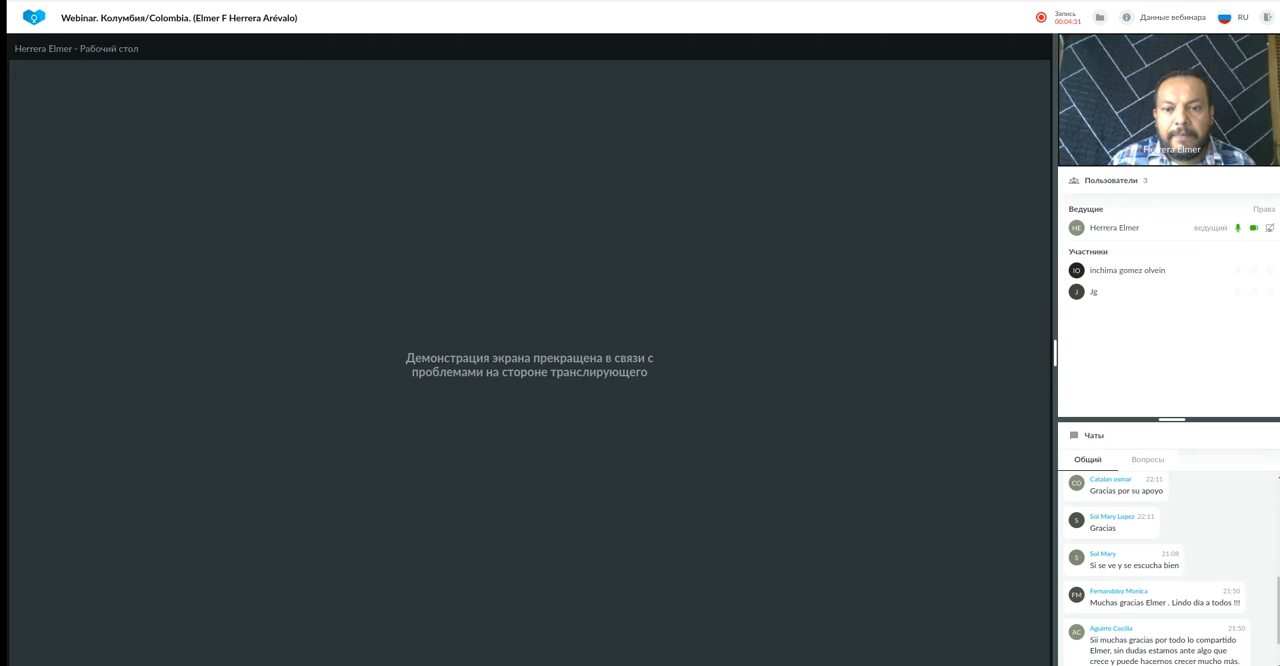 Webinar. Колумбия/Colombia. (Elmer F Herrera Arévalo)
Запись
00:04:31
Данные вебинара
RU
Herrera Elmer - Рабочий стол
Демонстрация экрана прекращена в связи с
проблемами на стороне транслирующего
Herrera Elmer
Пользователи 3
Ведущие Права
HE Herrera Elmer ведущий
Участники
IO inchima gomez olvein
J Jg
Чаты
Общий Вопросы
CO Catalan osmar 22:11
Gracias por su apoyo
S Sol Mary Lopez 22:11
Gracias
S Sol Mary 21:08
Si se ve y se escucha bien
FM Fernanddez Monica 21:50
Muchas gracias Elmer . Lindo día a todos !!!
AC Aguirre Cecilia 21:50
Sii muchas gracias por todo lo compartido
Elmer, sin dudas estamos ante algo que
crece y puede hacernos crecer mucho más.